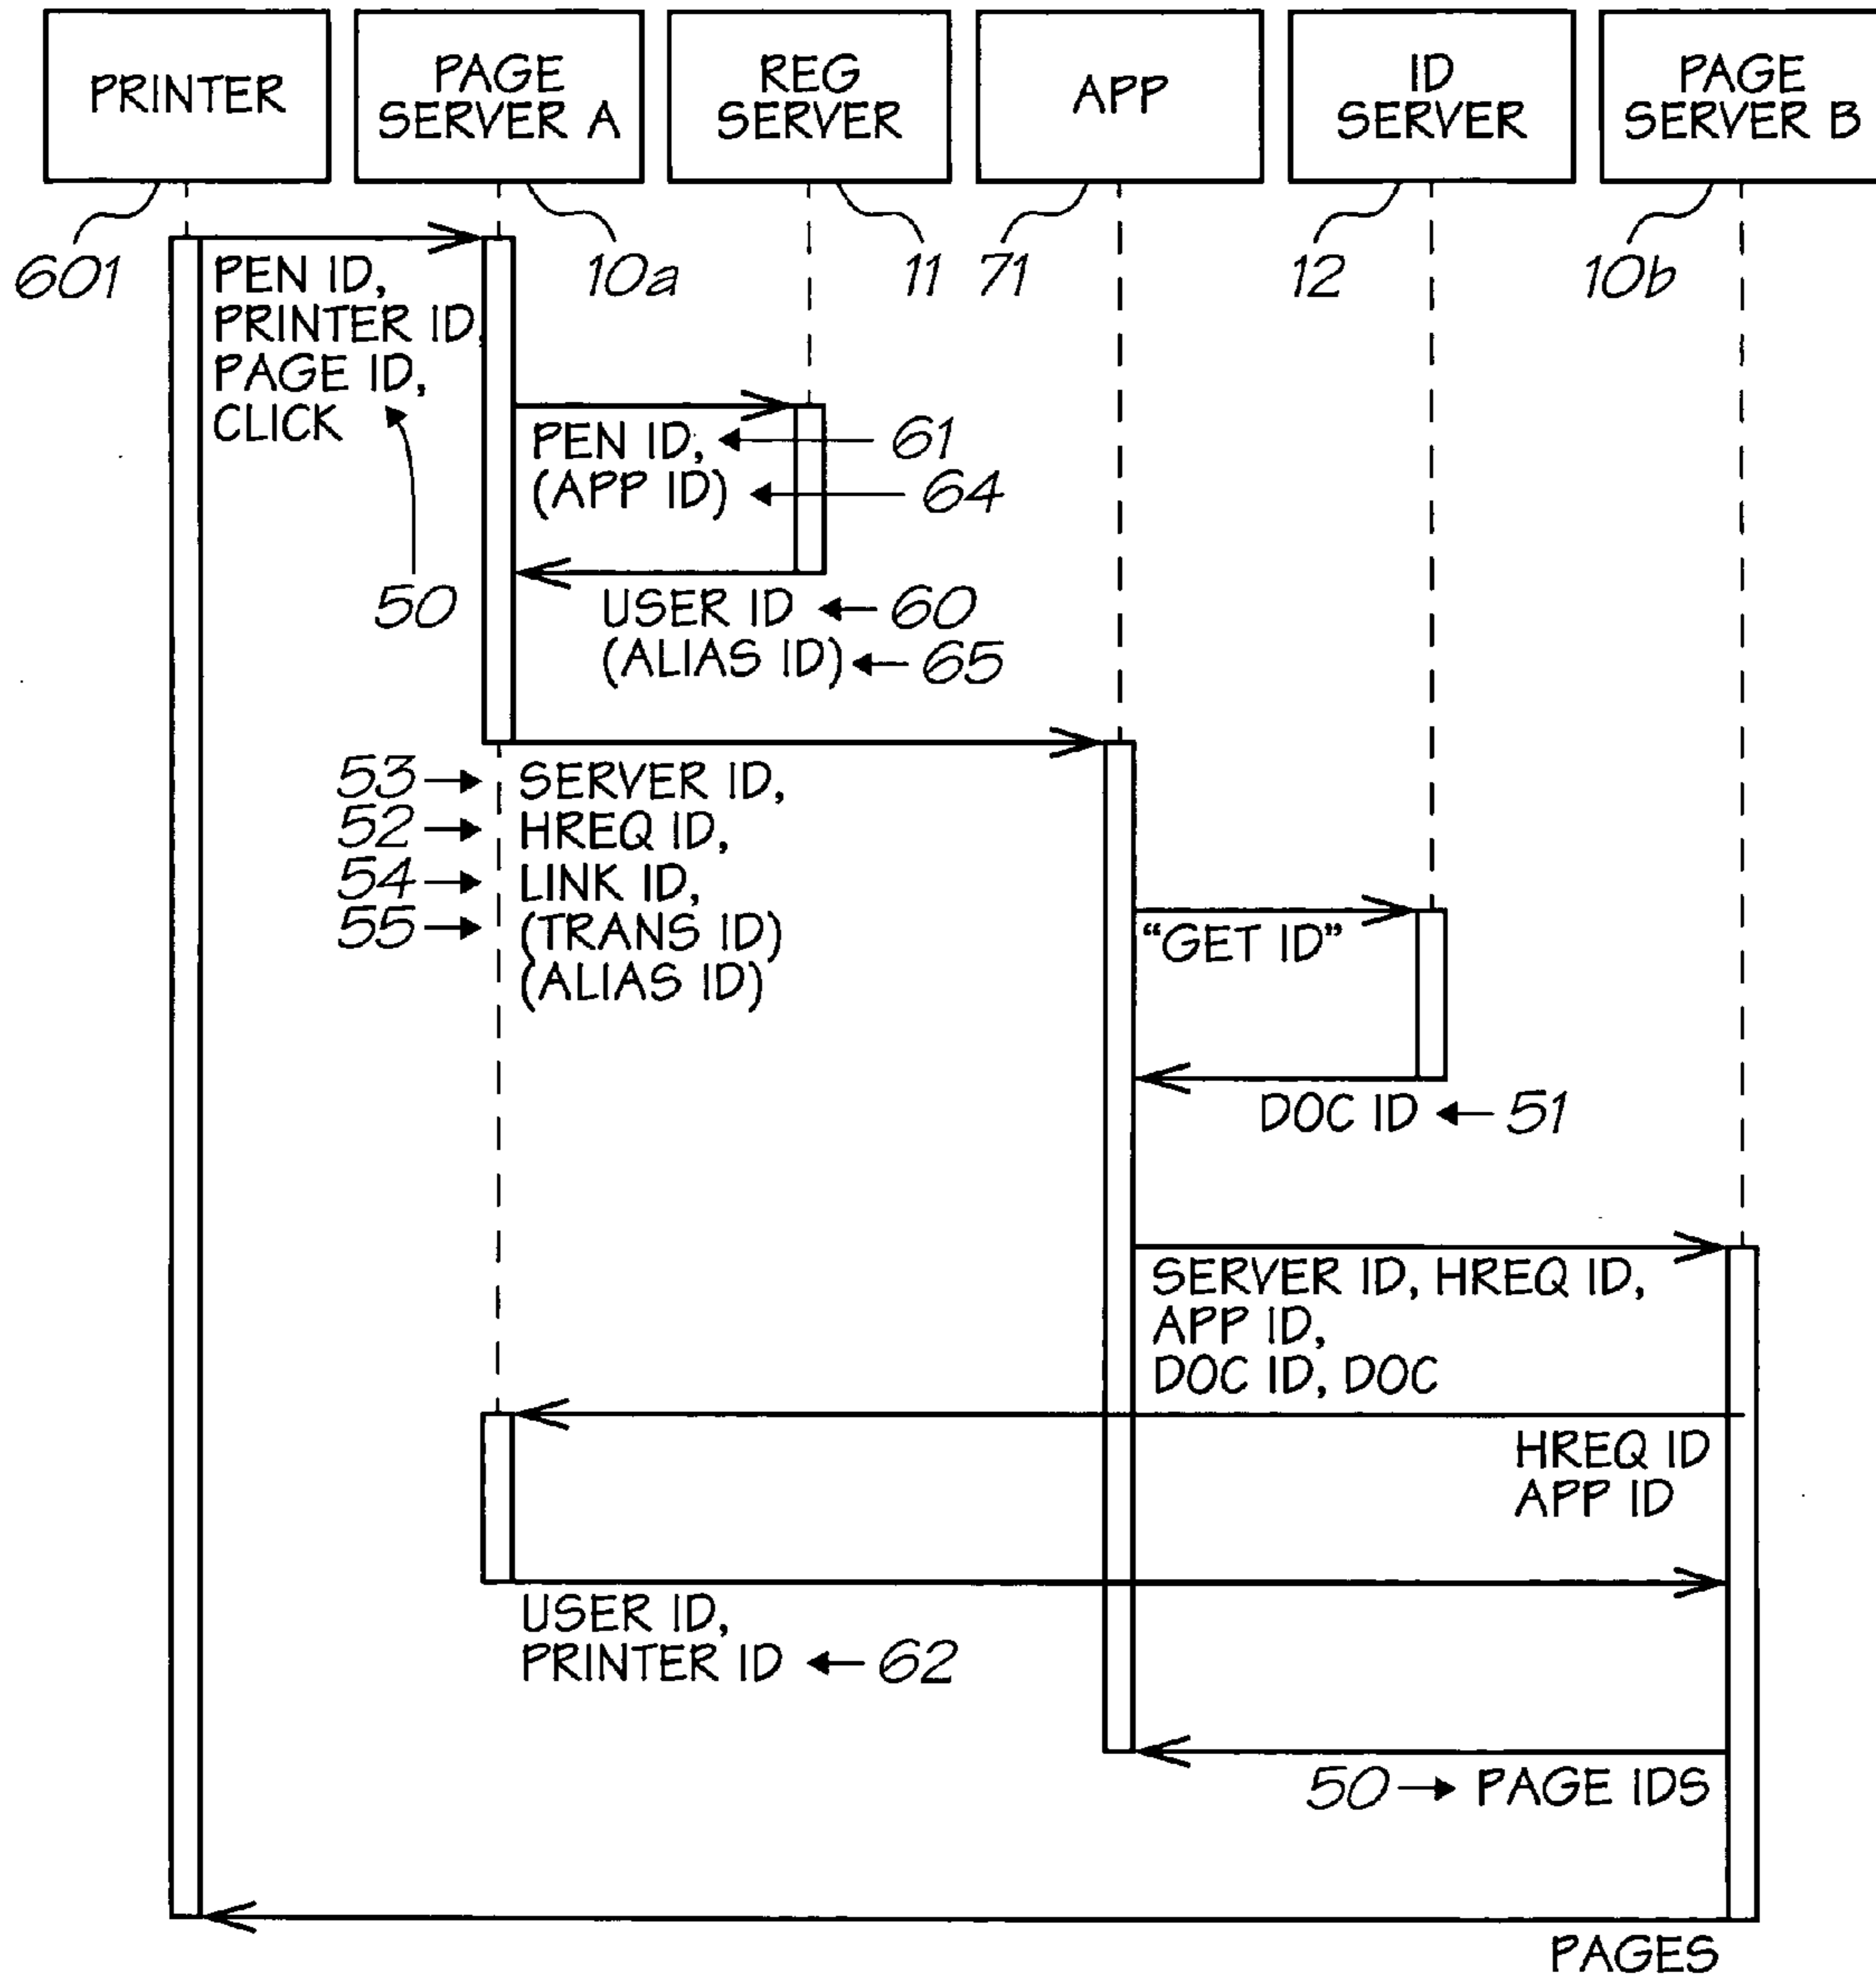 PRINTER
PAGE
SERVER A
REG
SERVER
APP
ID
SERVER
PAGE
SERVER B
601
10a
11
71
12
10b
PEN ID,
PRINTER ID,
PAGE ID,
CLICK
50
PEN ID,
(APP ID)
61
64
USER ID
(ALIAS ID)
60
65
53
52
54
55
SERVER ID,
HREQ ID,
LINK ID,
(TRANS ID)
(ALIAS ID)
“GET ID”
DOC ID
51
SERVER ID, HREQ ID,
APP ID,
DOC ID, DOC
HREQ ID
APP ID
USER ID,
PRINTER ID
62
50
PAGE IDS
PAGES